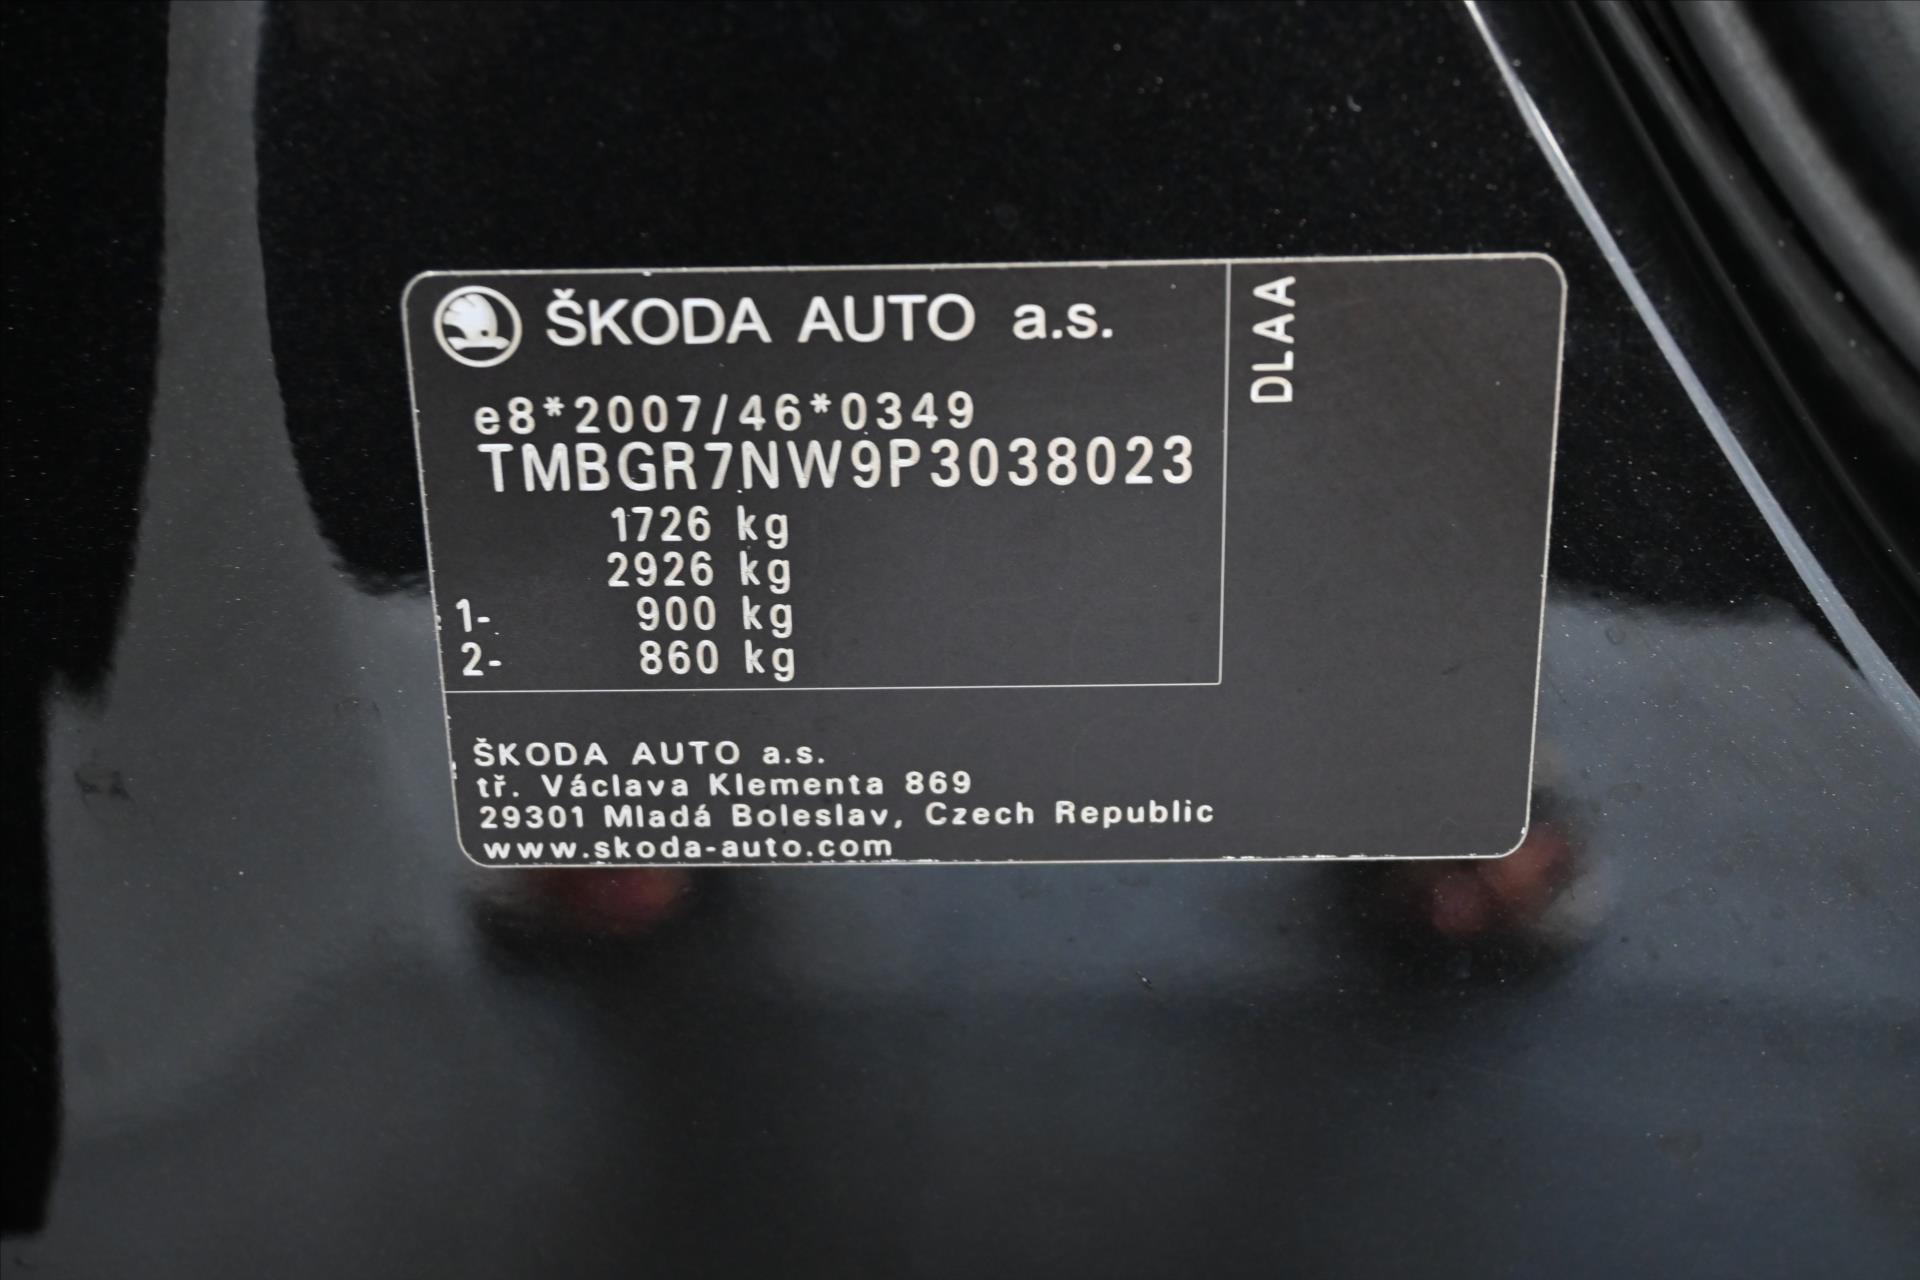 ŠKODA AUTO a.s.
DLAA
e8*2007/46*0349
TMBGR7NW9P3038023
1726 kg
2926 kg
1- 900 kg
2- 860 kg
ŠKODA AUTO a.s.
tř. Václava Klementa 869
29301 Mladá Boleslav, Czech Republic
www.skoda-auto.com